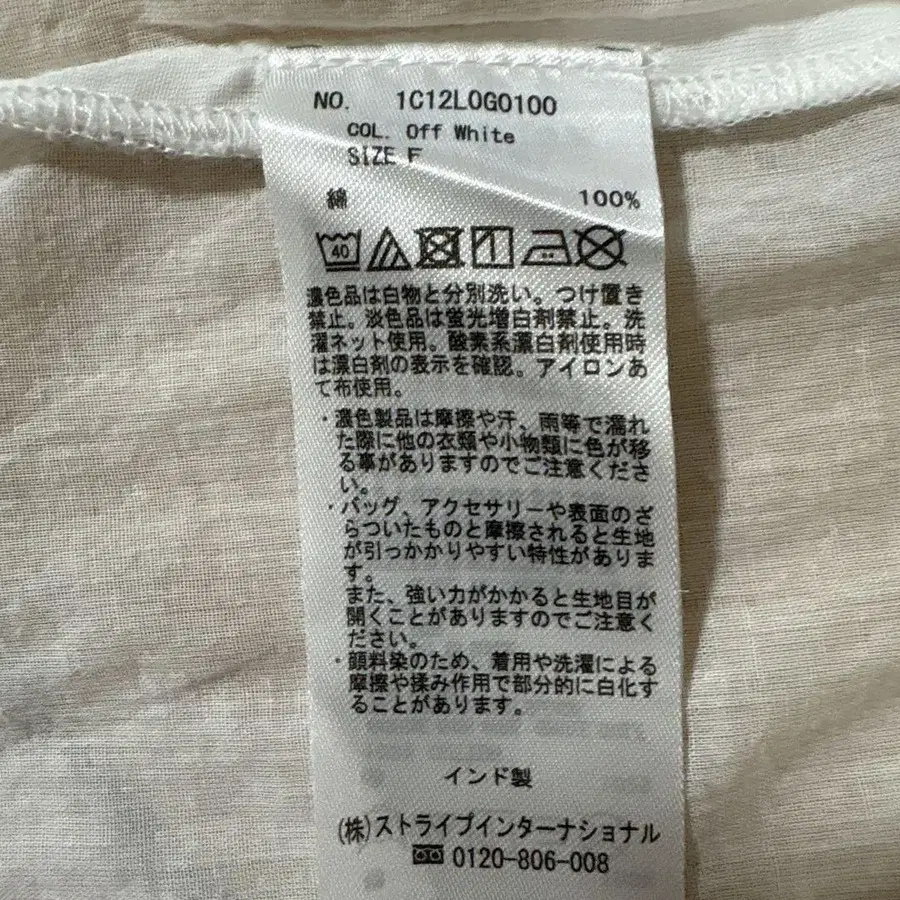 NO. 1C12L0G0100
COL. Off White
SIZE F
綿 100%
40
濃色品は白物と分別洗い。つけ置き
禁止。淡色品は蛍光増白剤禁止。洗
濯ネット使用。酸素系漂白剤使用時
は漂白剤の表示を確認。アイロンあ
て布使用。
・濃色製品は摩擦や汗、雨等で濡れ
た際に他の衣類や小物類に色が移
る事がありますのでご注意くださ
い。
・バッグ、アクセサリーや表面のざ
らついたものと摩擦されると生地
が引っかかりやすい特性がありま
す。
また、強い力がかかると生地目が
開くことがありますのでご注意く
ださい。
・顔料染のため、着用や洗濯による
摩擦や揉み作用で部分的に白化す
ることがあります。
インド製
(株)ストライプインターナショナル
0120-806-008